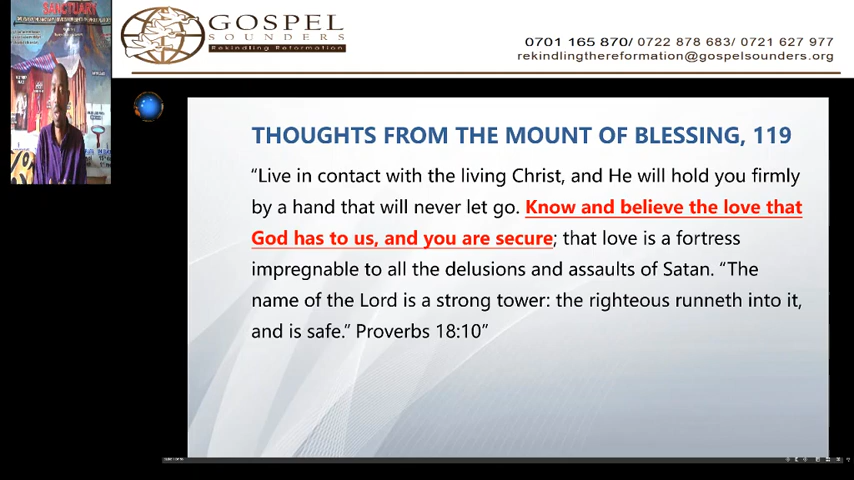 SANCTUARY
GOSPEL
SOUNDERS
Rekindling Reformation
0701 165 870/ 0722 878 683/ 0721 627 977
rekindlingthereformation@gospelsounders.org
THOUGHTS FROM THE MOUNT OF BLESSING, 119
“Live in contact with the living Christ, and He will hold you firmly
by a hand that will never let go. Know and believe the love that
God has to us, and you are secure; that love is a fortress
impregnable to all the delusions and assaults of Satan. “The
name of the Lord is a strong tower: the righteous runneth into it,
and is safe.” Proverbs 18:10”